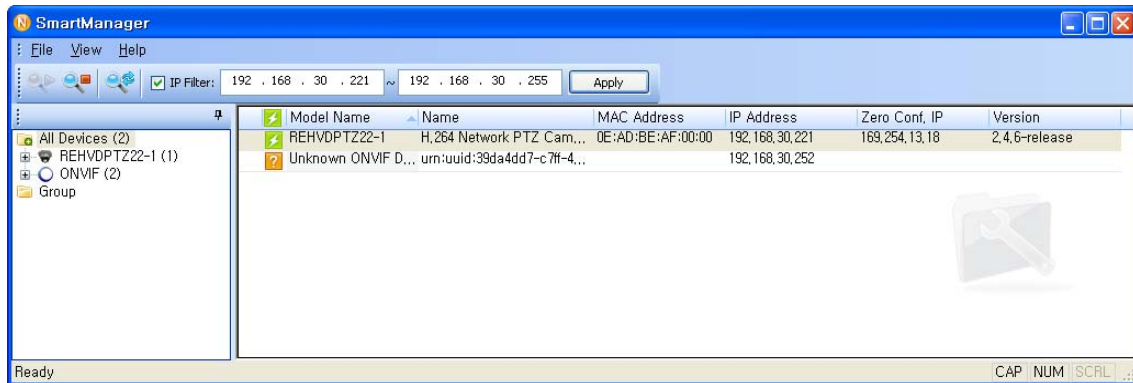 SmartManager
File View Help
IP Filter: 192 . 168 . 30 . 221 ~ 192 . 168 . 30 . 255 Apply
All Devices (2)
REHVDPTZ22-1 (1)
ONVIF (2)
Group
Model Name Name MAC Address IP Address Zero Conf, IP Version
REHVDPTZ22-1 H,264 Network PTZ Cam,,, 0E:AD:BE:AF:00:00 192,168,30,221 169,254,13,18 2,4,6-release
Unknown ONVIF D,,, urn:uuid:39da4dd7-c7ff-4,,, 192,168,30,252
Ready CAP NUM SCRL